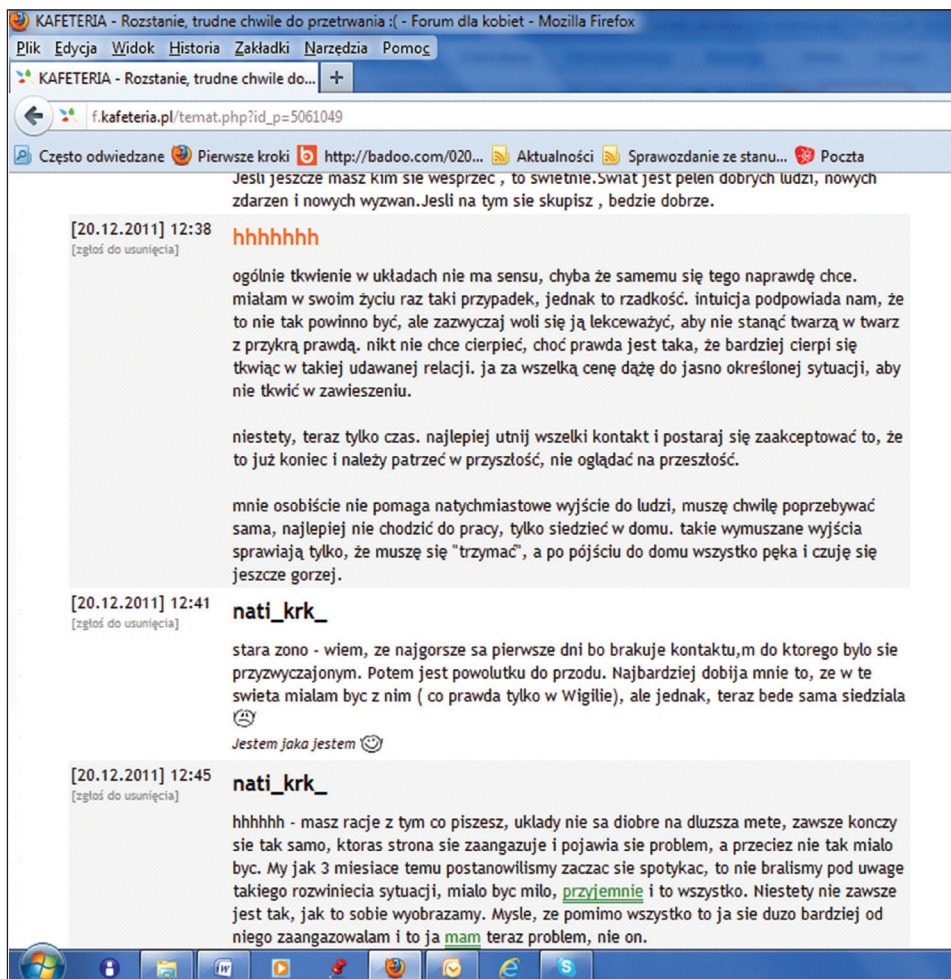 KAFETERIA - Rozstanie, trudne chwile do przetrwania :( - Forum dla kobiet - Mozilla Firefox
Plik Edycja Widok Historia Zakładki Narzędzia Pomoc
KAFETERIA - Rozstanie, trudne chwile do... +
f.kafeteria.pl/temat.php?id_p=5061049
Często odwiedzane Pierwsze kroki http://badoo.com/020... Aktualności Sprawozdanie ze stanu... Poczta
Jesli jeszcze masz kim sie wesprzec , to swietnie.Swiat jest pelen dobrych ludzi, nowych
zdarzen i nowych wyzwan.Jesli na tym sie skupisz , bedzie dobrze.
[20.12.2011] 12:38 hhhhhhh
[zgłoś do usunięcia]
ogólnie tkwienie w układach nie ma sensu, chyba że samemu się tego naprawdę chce.
miałam w swoim życiu raz taki przypadek, jednak to rzadkość. intuicja podpowiada nam, że
to nie tak powinno być, ale zazwyczaj woli się ją lekceważyć, aby nie stanąć twarzą w twarz
z przykrą prawdą. nikt nie chce cierpieć, choć prawda jest taka, że bardziej cierpi się
tkwiąc w takiej udawanej relacji. ja za wszelką cenę dążę do jasno określonej sytuacji, aby
nie tkwić w zawieszeniu.
niestety, teraz tylko czas. najlepiej utnij wszelki kontakt i postaraj się zaakceptować to, że
to już koniec i należy patrzeć w przyszłość, nie oglądać na przeszłość.
mnie osobiście nie pomaga natychmiastowe wyjście do ludzi, muszę chwilę poprzebywać
sama, najlepiej nie chodzić do pracy, tylko siedzieć w domu. takie wymuszane wyjścia
sprawiają tylko, że muszę się "trzymać", a po pójściu do domu wszystko pęka i czuję się
jeszcze gorzej.
[20.12.2011] 12:41 nati_krk_
[zgłoś do usunięcia]
stara zono - wiem, ze najgorsze sa pierwsze dni bo brakuje kontaktu,m do ktorego bylo sie
przyzwyczajonym. Potem jest powolutku do przodu. Najbardziej dobija mnie to, ze w te
swieta mialam byc z nim ( co prawda tylko w Wigilie), ale jednak, teraz bede sama siedziala
Jestem jaka jestem
[20.12.2011] 12:45 nati_krk_
[zgłoś do usunięcia]
hhhhhh - masz racje z tym co piszesz, uklady nie sa diobre na dluzsza mete, zawsze konczy
sie tak samo, ktoras strona sie zaangazuje i pojawia sie problem, a przeciez nie tak mialo
byc. My jak 3 miesiace temu postanowilismy zaczac sie spotykac, to nie bralismy pod uwage
takiego rozwiniecia sytuacji, mialo byc milo, przyjemnie i to wszystko. Niestety nie zawsze
jest tak, jak to sobie wyobrazamy. Mysle, ze pomimo wszystko to ja sie duzo bardziej od
niego zaangazowalam i to ja mam teraz problem, nie on.